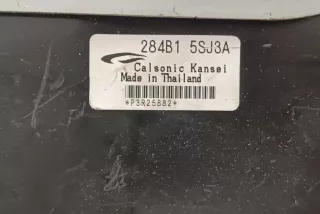 284B1 5SJ3A
Calsonic Kansei
Made in Thailand
*P3R25882*